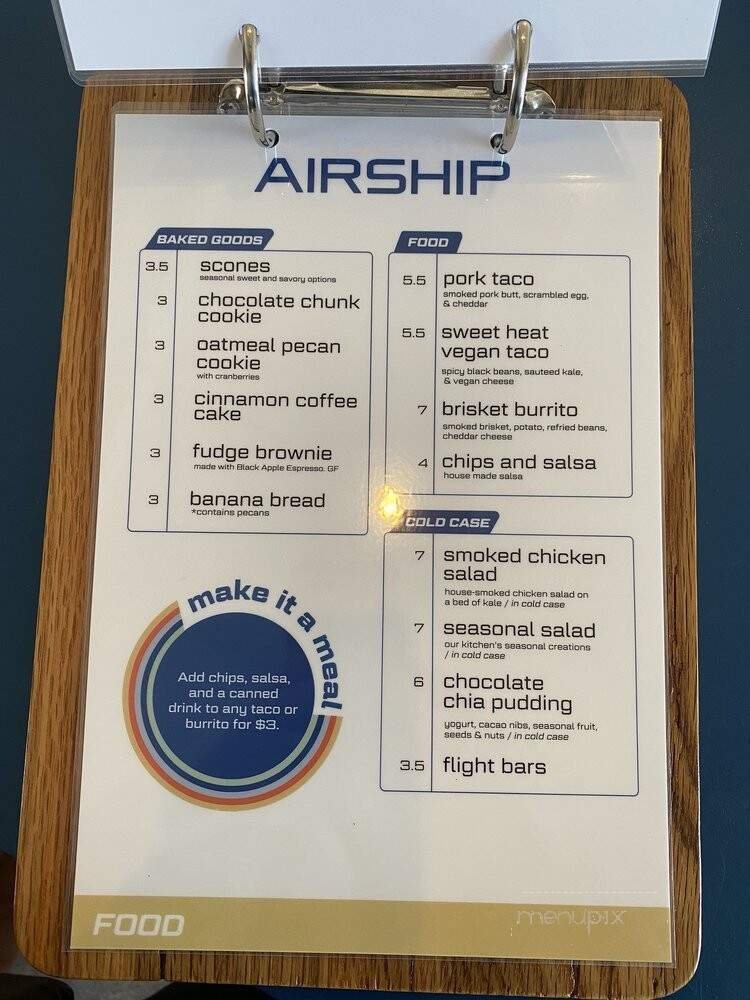 AIRSHIP
BAKED GOODS
3.5 scones
seasonal sweet and savory options
3 chocolate chunk
cookie
3 oatmeal pecan
cookie
with cranberries
3 cinnamon coffee
cake
3 fudge brownie
made with Black Apple Espresso. GF
3 banana bread
*contains pecans
make it a meal
Add chips, salsa,
and a canned
drink to any taco or
burrito for $3.
FOOD
5.5 pork taco
smoked pork butt, scrambled egg,
& cheddar
5.5 sweet heat
vegan taco
spicy black beans, sauteed kale,
& vegan cheese
7 brisket burrito
smoked brisket, potato, refried beans,
cheddar cheese
4 chips and salsa
house made salsa
COLD CASE
7 smoked chicken
salad
house-smoked chicken salad on
a bed of kale / in cold case
7 seasonal salad
our kitchen's seasonal creations
/ in cold case
6 chocolate
chia pudding
yogurt, cacao nibs, seasonal fruit,
seeds & nuts / in cold case
3.5 flight bars
FOOD
menupix